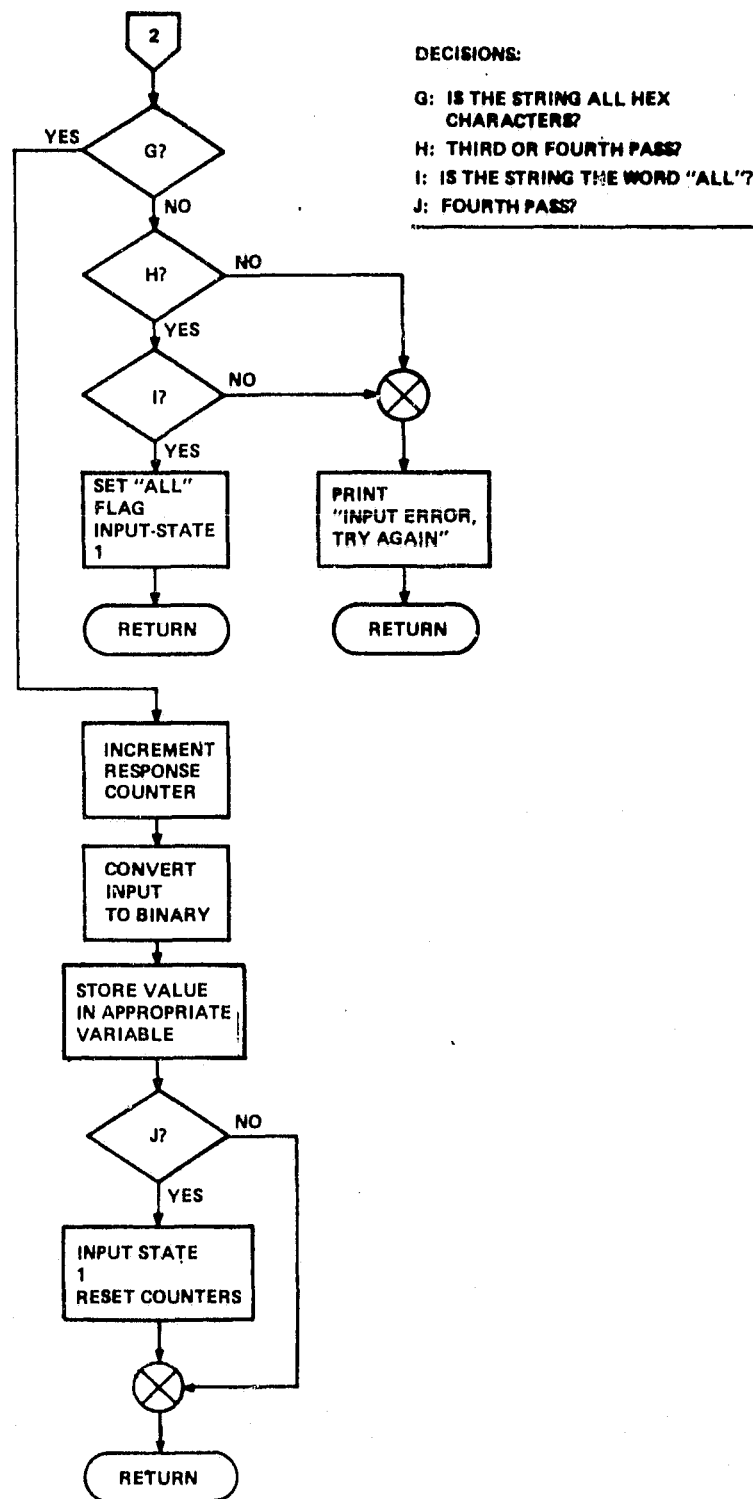 2
DECISIONS:
G: IS THE STRING ALL HEX
CHARACTERS?
H: THIRD OR FOURTH PASS?
I: IS THE STRING THE WORD "ALL"?
J: FOURTH PASS?
YES
G?
NO
H?
NO
YES
I?
NO
YES
SET "ALL"
FLAG
INPUT-STATE
1
PRINT
"INPUT ERROR,
TRY AGAIN"
RETURN
RETURN
INCREMENT
RESPONSE
COUNTER
CONVERT
INPUT
TO BINARY
STORE VALUE
IN APPROPRIATE
VARIABLE
J?
NO
YES
INPUT STATE
1
RESET COUNTERS
RETURN